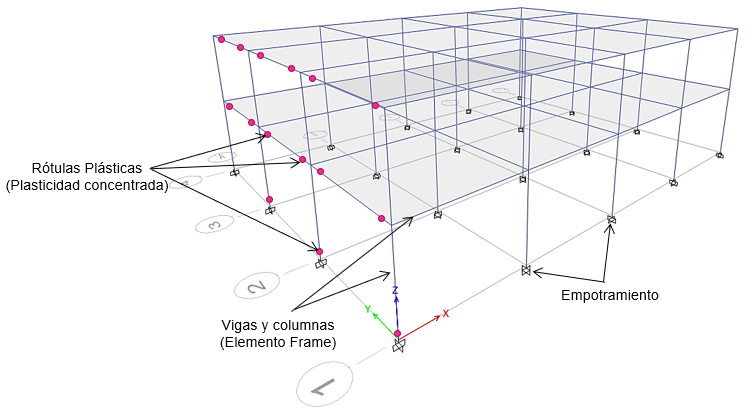 Rótulas Plásticas
(Plasticidad concentrada)
Vigas y columnas
(Elemento Frame)
Empotramiento
Z
Y
X
3
2
1